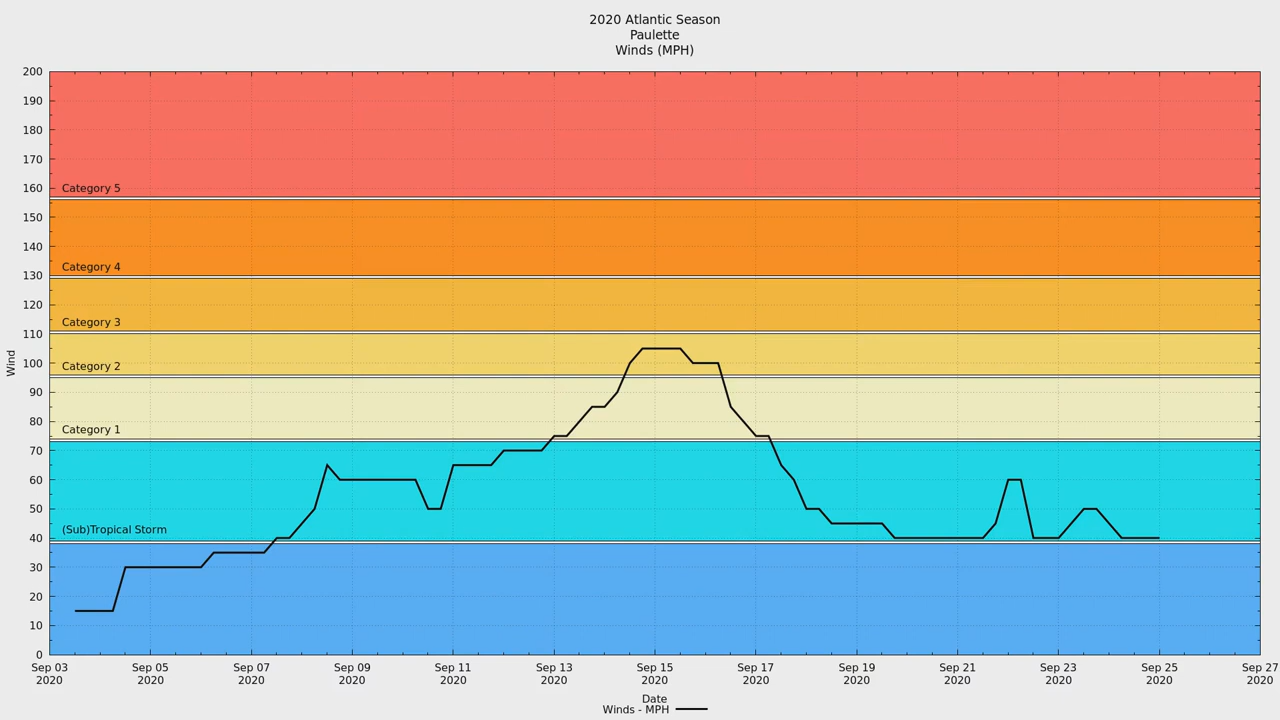 2020 Atlantic Season
Paulette
Winds (MPH)
200
190
180
170
160
150
140
130
120
110
100
90
80
70
60
50
40
30
20
10
0
Wind
Category 5
Category 4
Category 3
Category 2
Category 1
(Sub)Tropical Storm
Sep 03 Sep 05 Sep 07 Sep 09 Sep 11 Sep 13 Sep 15 Sep 17 Sep 19 Sep 21 Sep 23 Sep 25 Sep 27
2020 2020 2020 2020 2020 2020 2020 2020 2020 2020 2020 2020 2020
Date
Winds - MPH